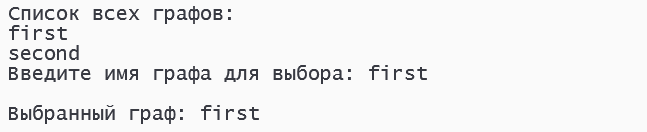 Список всех графов:
first
second
Введите имя графа для выбора: first
Выбранный граф: first